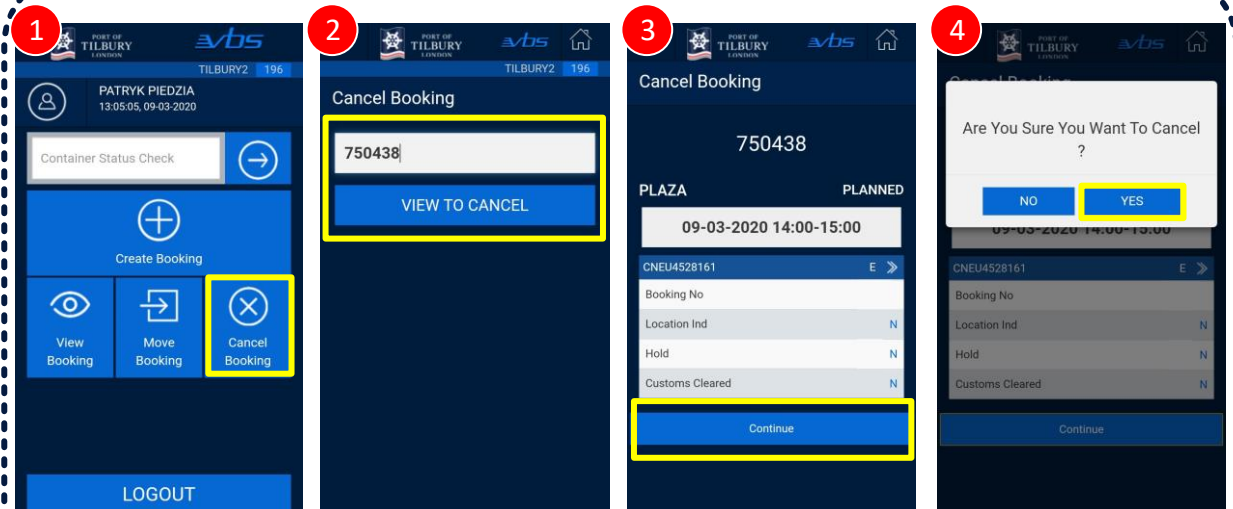 1
PORT OF
TILBURY
LONDON
vbs
TILBURY2 196
PATRYK PIEDZIA
13:05:05, 09-03-2020
Container Status Check
Create Booking
View
Booking
Move
Booking
Cancel
Booking
LOGOUT
2
PORT OF
TILBURY
LONDON
vbs
TILBURY2 196
Cancel Booking
750438
VIEW TO CANCEL
3
PORT OF
TILBURY
LONDON
vbs
Cancel Booking
750438
PLAZA PLANNED
09-03-2020 14:00-15:00
CNEU4528161 E
Booking No
Location Ind N
Hold N
Customs Cleared N
Continue
4
PORT OF
TILBURY
LONDON
vbs
Cancel Booking
Are You Sure You Want To Cancel
?
NO YES
09-03-2020 14:00-15:00
CNEU4528161 E
Booking No
Location Ind N
Hold N
Customs Cleared N
Continue